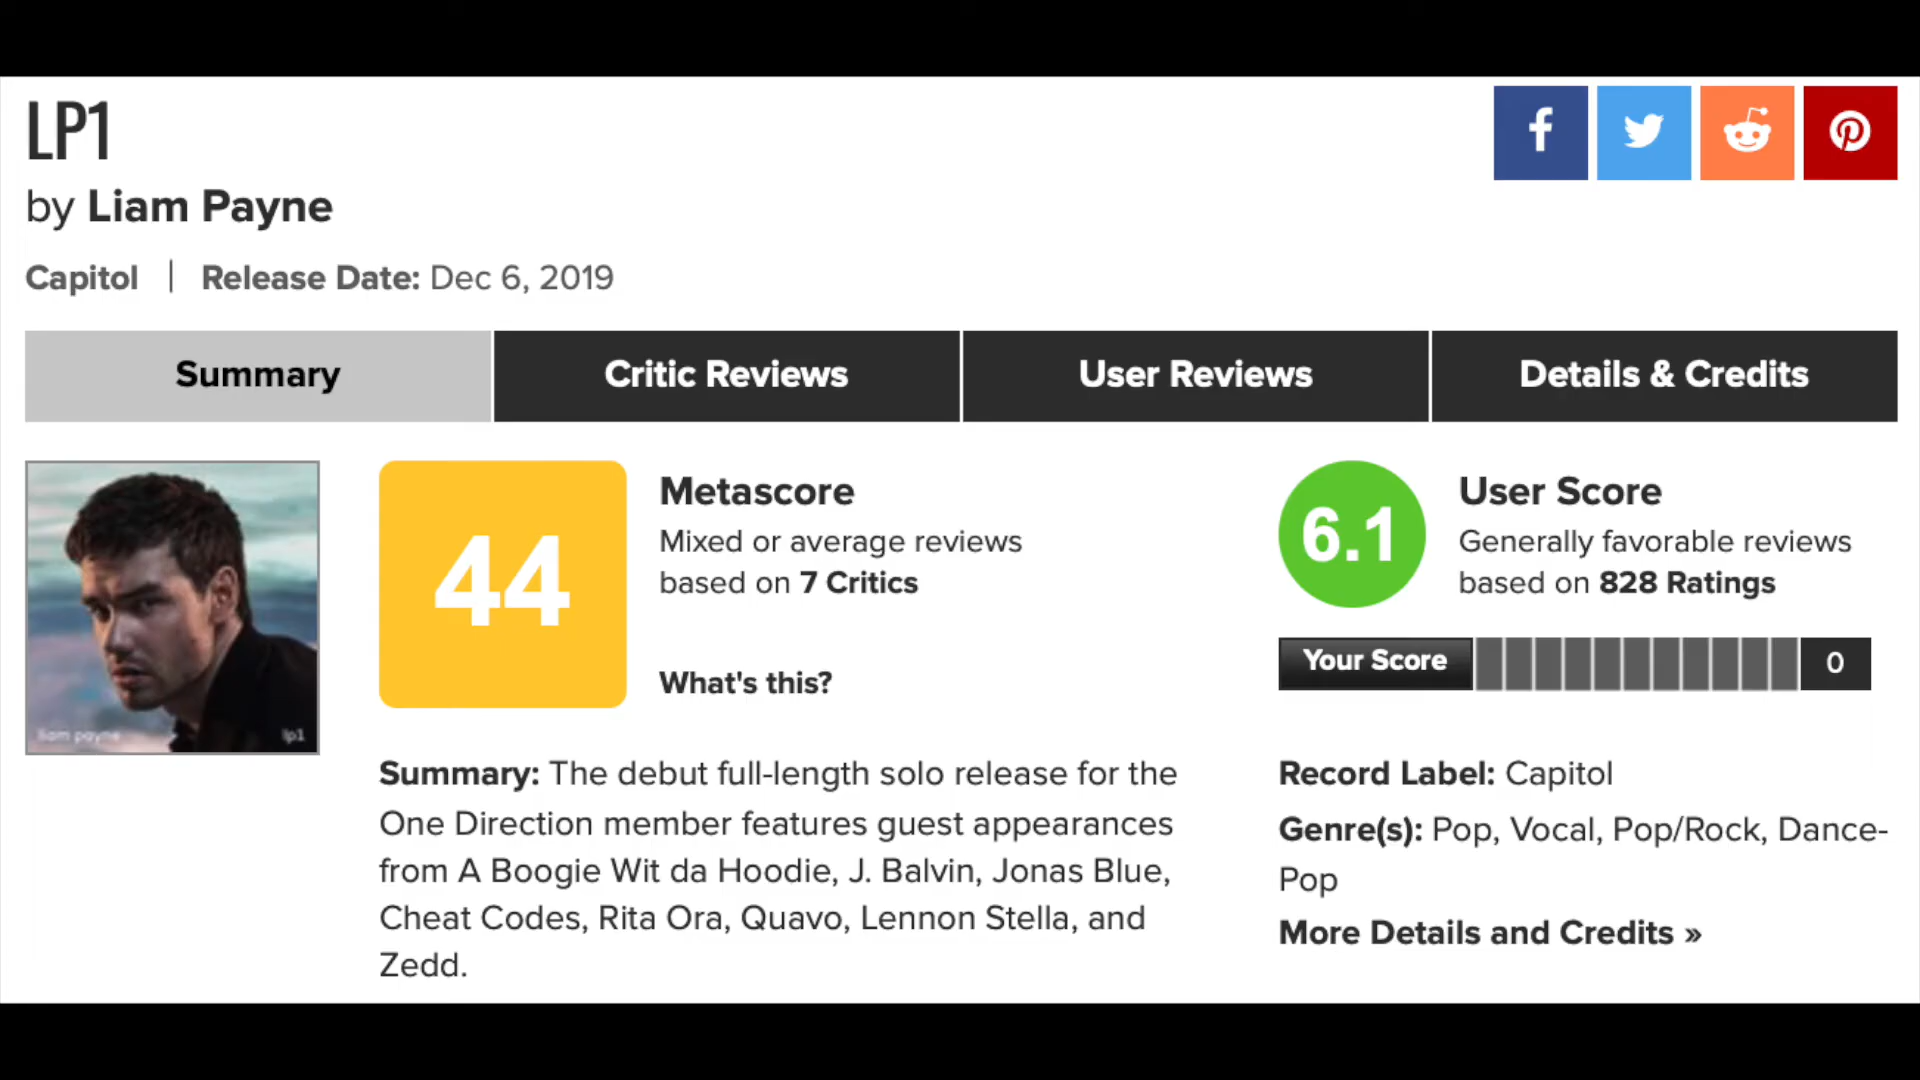 LP1
by Liam Payne
Capitol | Release Date: Dec 6, 2019
Summary
Critic Reviews
User Reviews
Details & Credits
liam payne
lp1
44
Metascore
Mixed or average reviews
based on 7 Critics
What's this?
6.1
User Score
Generally favorable reviews
based on 828 Ratings
Your Score
0
Summary: The debut full-length solo release for the
One Direction member features guest appearances
from A Boogie Wit da Hoodie, J. Balvin, Jonas Blue,
Cheat Codes, Rita Ora, Quavo, Lennon Stella, and
Zedd.
Record Label: Capitol
Genre(s): Pop, Vocal, Pop/Rock, Dance-
Pop
More Details and Credits »